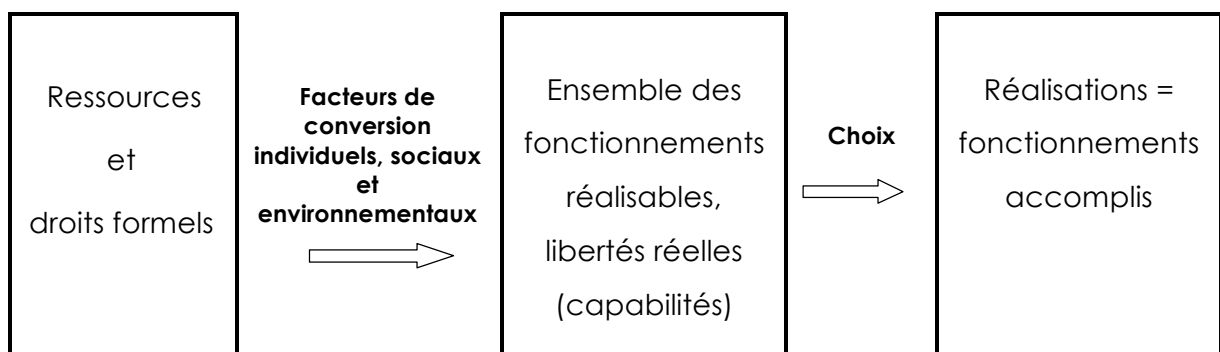 Ressources
et
droits formels
Facteurs de
conversion
individuels, sociaux
et
environnementaux
Ensemble des
fonctionnements
réalisables,
libertés réelles
(capabilités)
Choix
Réalisations =
fonctionnements
accomplis